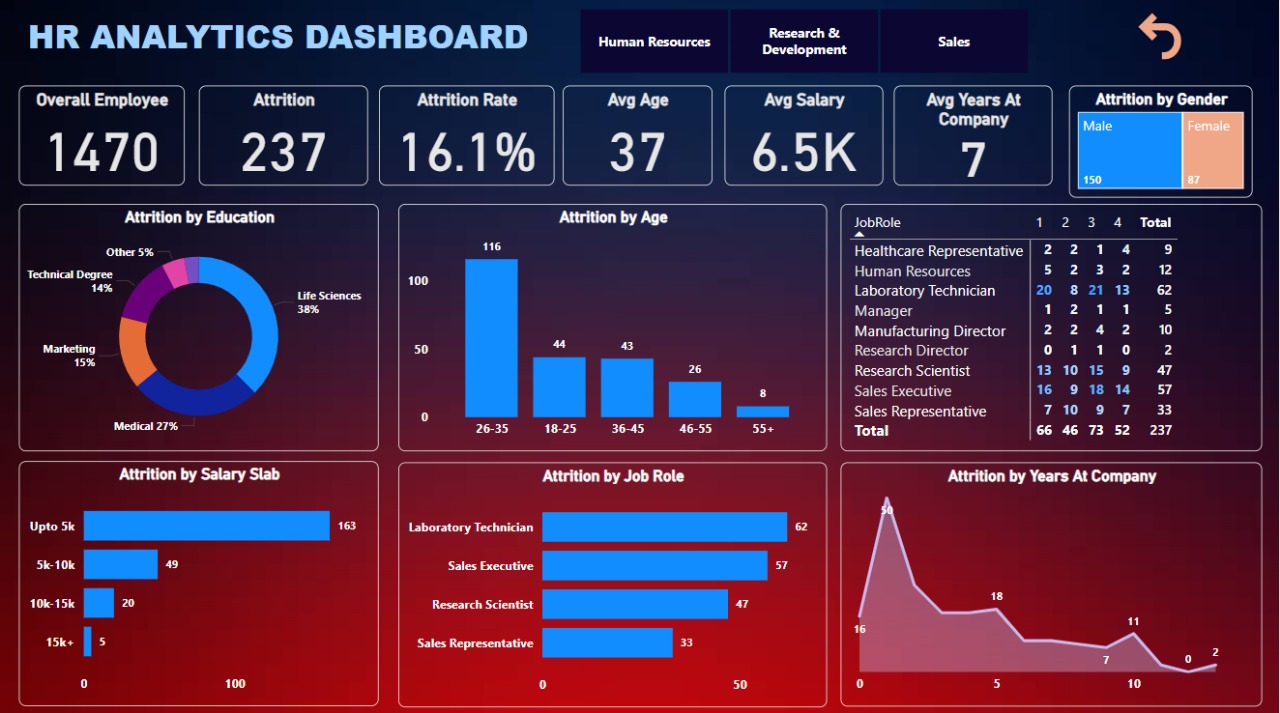 HR ANALYTICS DASHBOARD
Human Resources
Research &
Development
Sales
Overall Employee
1470
Attrition
237
Attrition Rate
16.1%
Avg Age
37
Avg Salary
6.5K
Avg Years At
Company
7
Attrition by Gender
Male
Female
150
87
Attrition by Education
Other 5%
Technical Degree
14%
Life Sciences
38%
Marketing
15%
Medical 27%
Attrition by Age
116
100
44
43
50
26
8
0
26-35 18-25 36-45 46-55 55+
JobRole 1 2 3 4 Total
Healthcare Representative 2 2 1 4 9
Human Resources 5 2 3 2 12
Laboratory Technician 20 8 21 13 62
Manager 1 2 1 1 5
Manufacturing Director 2 2 4 2 10
Research Director 0 1 1 0 2
Research Scientist 13 10 15 9 47
Sales Executive 16 9 18 14 57
Sales Representative 7 10 9 7 33
Total 66 46 73 52 237
Attrition by Salary Slab
Upto 5k 163
5k-10k 49
10k-15k 20
15k+ 5
0 100
Attrition by Job Role
Laboratory Technician 62
Sales Executive 57
Research Scientist 47
Sales Representative 33
0 50
Attrition by Years At Company
50
18
16
11
7
0
2
0 5 10